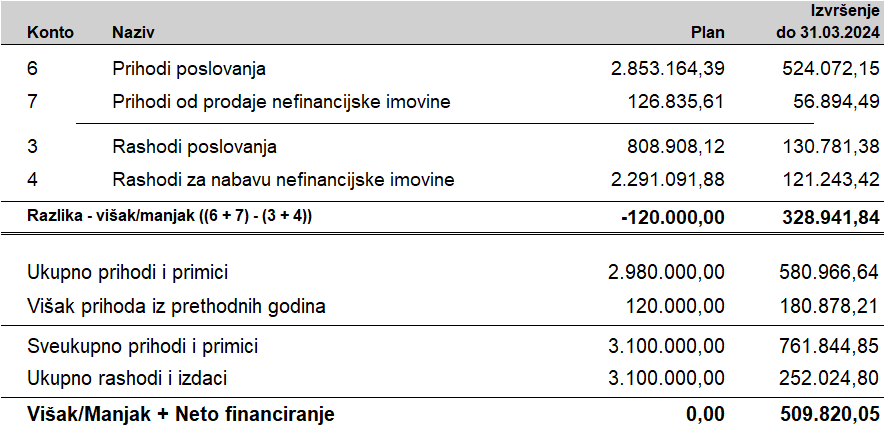 Izvršenje
Konto Naziv Plan do 31.03.2024
6 Prihodi poslovanja 2.853.164,39 524.072,15
7 Prihodi od prodaje nefinancijske imovine 126.835,61 56.894,49
3 Rashodi poslovanja 808.908,12 130.781,38
4 Rashodi za nabavu nefinancijske imovine 2.291.091,88 121.243,42
Razlika - višak/manjak ((6 + 7) - (3 + 4)) -120.000,00 328.941,84
Ukupno prihodi i primici 2.980.000,00 580.966,64
Višak prihoda iz prethodnih godina 120.000,00 180.878,21
Sveukupno prihodi i primici 3.100.000,00 761.844,85
Ukupno rashodi i izdaci 3.100.000,00 252.024,80
Višak/Manjak + Neto financiranje 0,00 509.820,05